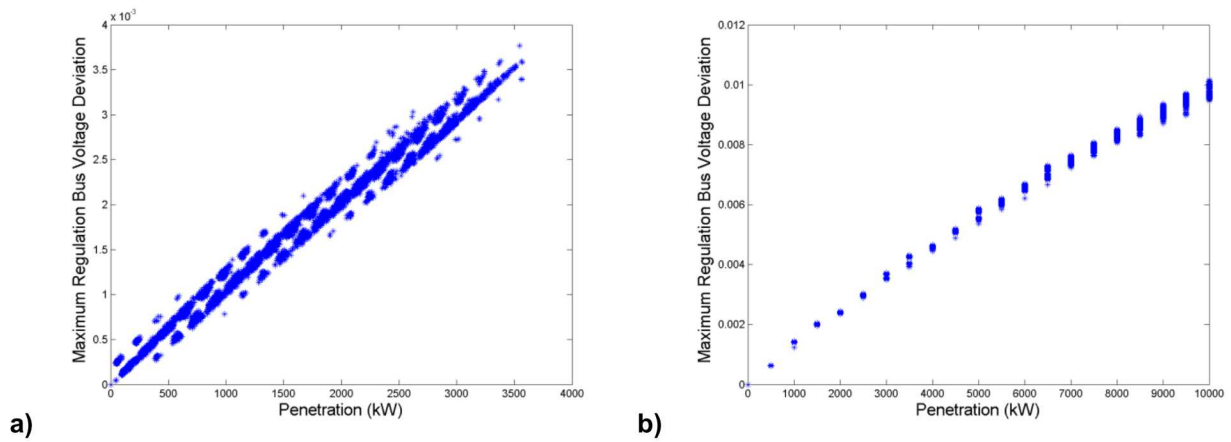 x 10⁻³
4
3.5
3
2.5
2
1.5
1
0.5
0
0 500 1000 1500 2000 2500 3000 3500 4000
Maximum Regulation Bus Voltage Deviation
Penetration (kW)
a)
0.012
0.01
0.008
0.006
0.004
0.002
0
0 1000 2000 3000 4000 5000 6000 7000 8000 9000 10000
Maximum Regulation Bus Voltage Deviation
Penetration (kW)
b)